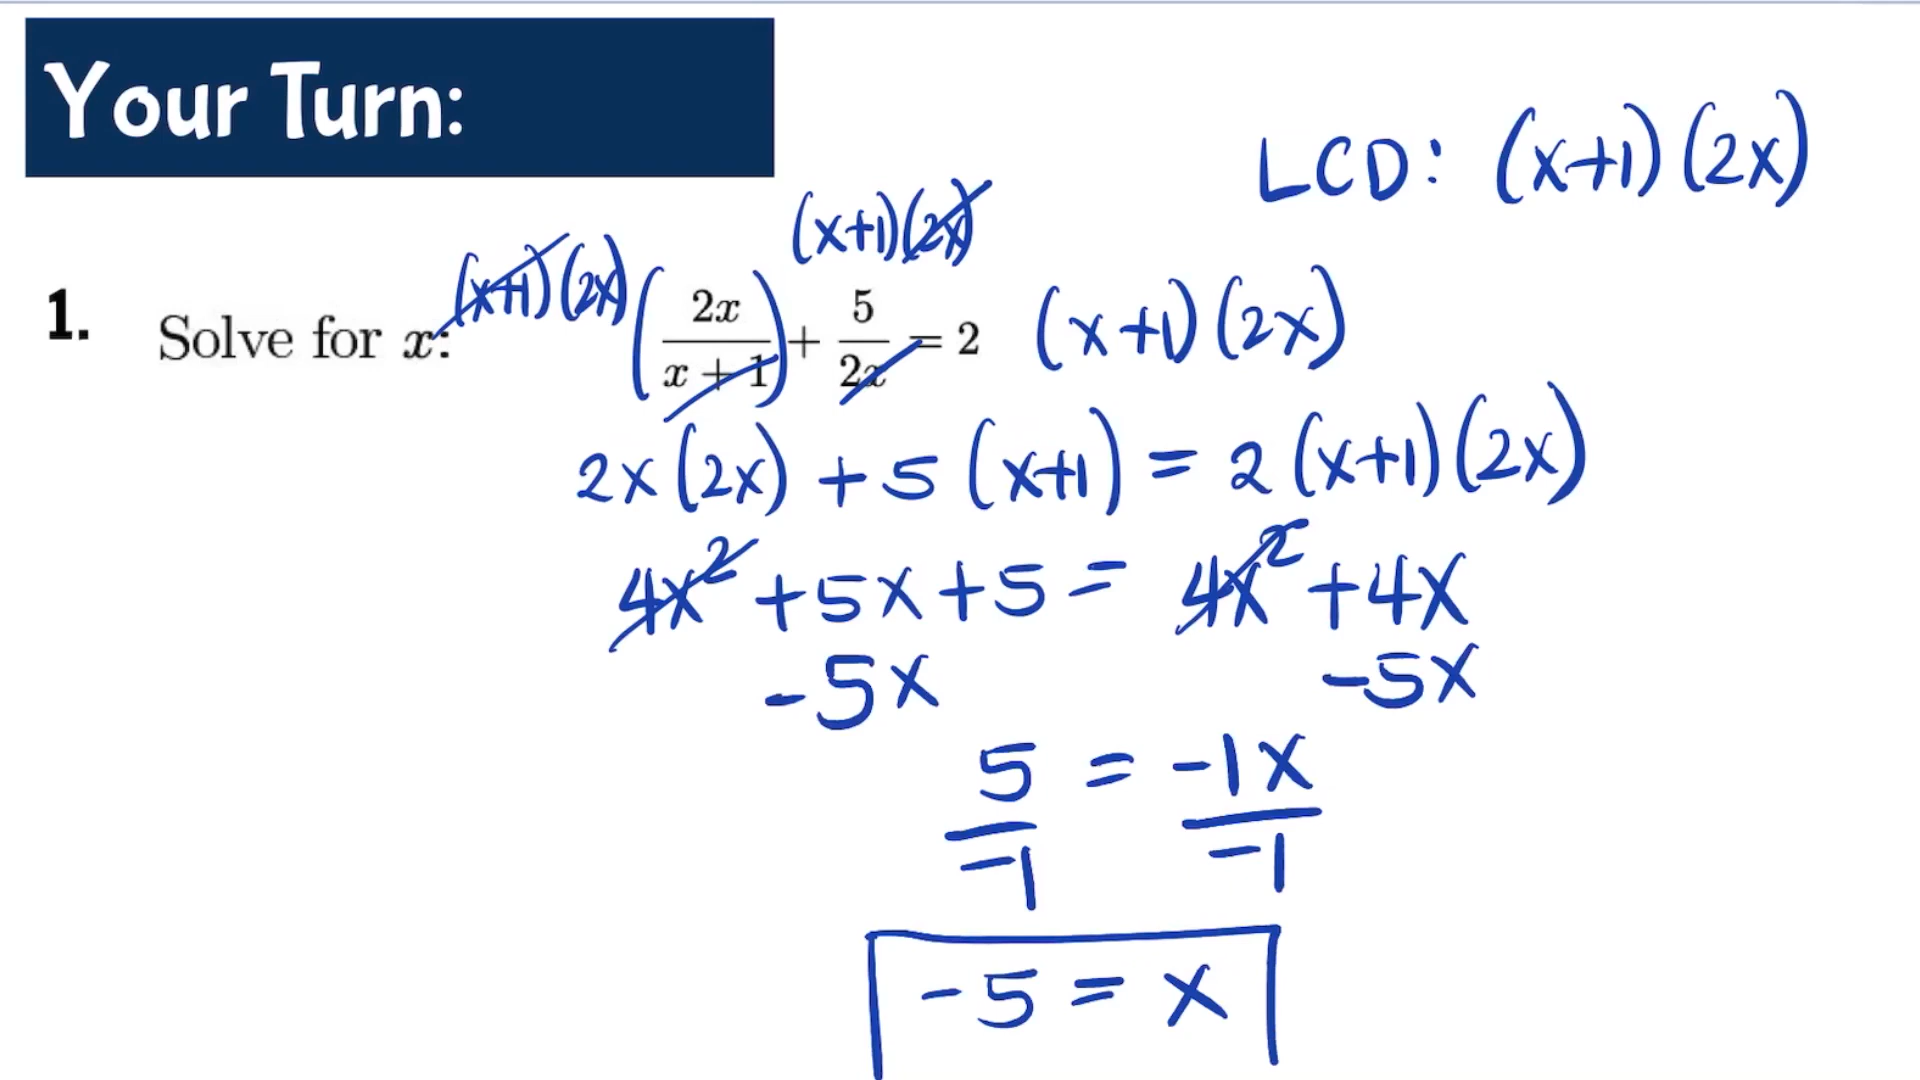 Your Turn:
LCD: (x+1)(2x)
(x+1)(2x)
1. Solve for x: (x+1)(2x) (2x/(x + 1)) + 5/2x = 2 (x+1)(2x)
2x(2x) + 5(x+1) = 2(x+1)(2x)
4x² + 5x + 5 = 4x² + 4x
-5x -5x
5 = -1x
-1 -1
-5 = x